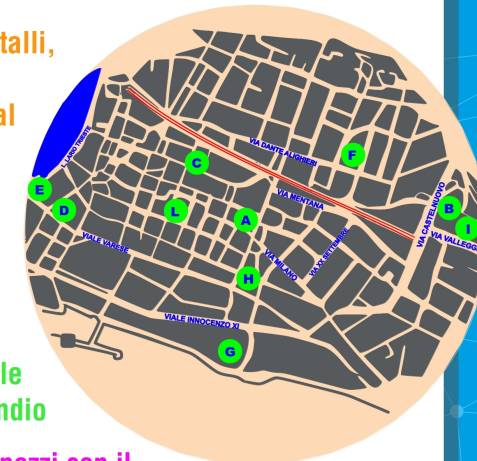 talli,
al
L. LARIO TRIESTE
VIA DANTE ALIGHIERI
F
C
VIA MENTANA
E
D
L
A
VIA CASTELNUOVO
B
I
VIA VALLEGGI
VIALE VARESE
VIA MILANO
VIA XX SETTEMBRE
H
VIALE INNOCENZO XI
G
le
ndio